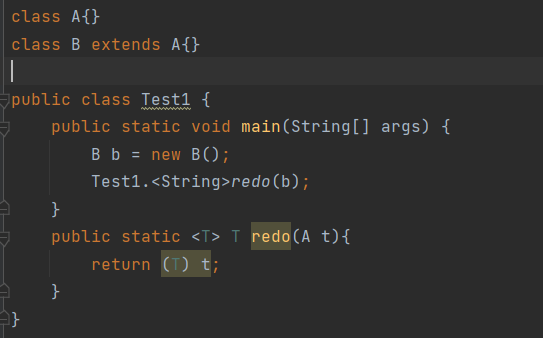 class A{}
class B extends A{}
public class Test1 {
    public static void main(String[] args) {
        B b = new B();
        Test1.<String>redo(b);
    }
    public static <T> T redo(A t){
        return (T) t;
    }
}